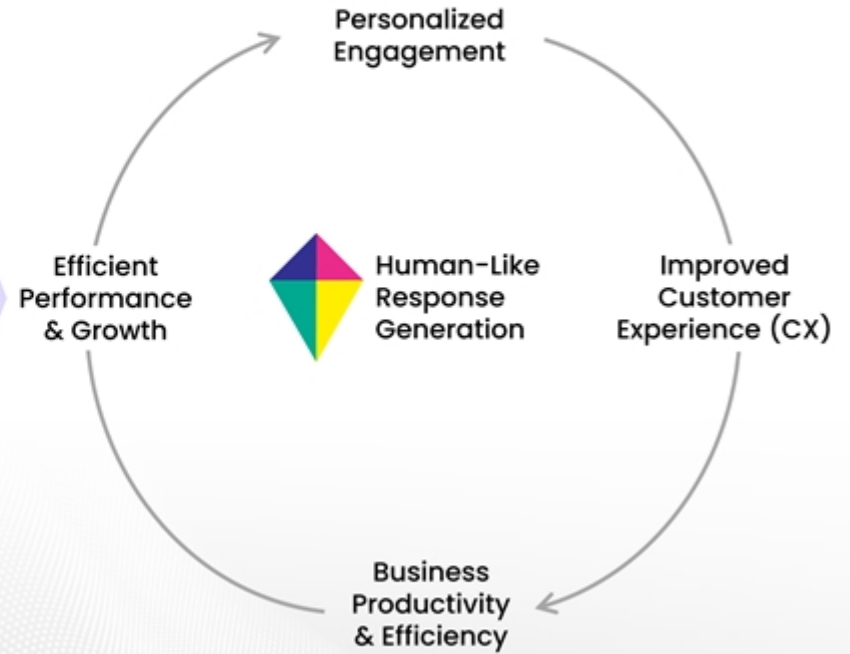 Personalized
Engagement
Efficient
Performance
& Growth
Human-Like
Response
Generation
Improved
Customer
Experience (CX)
Business
Productivity
& Efficiency